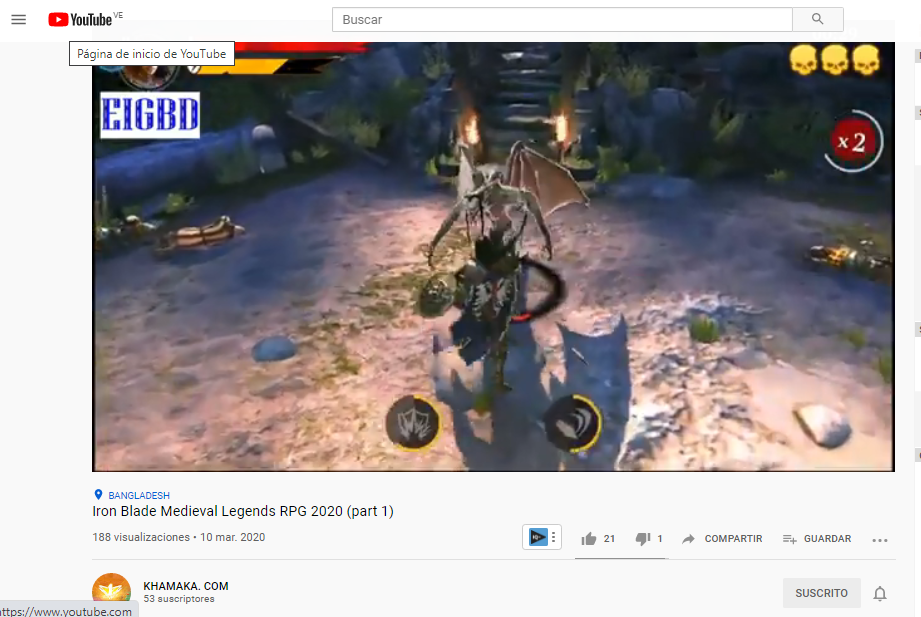 YouTube VE
Buscar
Página de inicio de YouTube
EIGBD
x2
BANGLADESH
Iron Blade Medieval Legends RPG 2020 (part 1)
188 visualizaciones • 10 mar. 2020
21
1
COMPARTIR
GUARDAR
KHAMAKA. COM
53 suscriptores
SUSCRITO
https://www.youtube.com